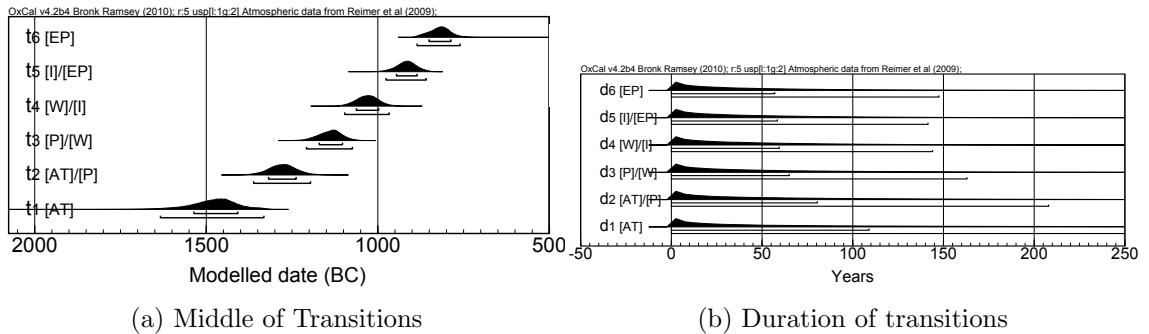 OxCal v4.2b4 Bronk Ramsey (2010); r:5 usp[l:1g:2] Atmospheric data from Reimer et al (2009);
t6 [EP]
t5 [I]/[EP]
t4 [W]/[I]
t3 [P]/[W]
t2 [AT]/[P]
t1 [AT]
2000 1500 1000 500
Modelled date (BC)
(a) Middle of Transitions
OxCal v4.2b4 Bronk Ramsey (2010); r:5 usp[l:1g:2] Atmospheric data from Reimer et al (2009);
d6 [EP]
d5 [I]/[EP]
d4 [W]/[I]
d3 [P]/[W]
d2 [AT]/[P]
d1 [AT]
-50 0 50 100 150 200 250
Years
(b) Duration of transitions